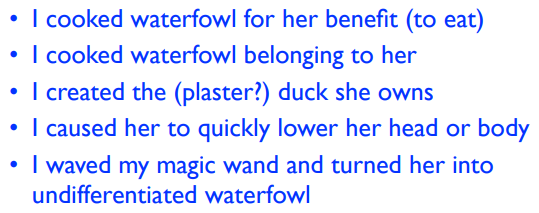 • I cooked waterfowl for her benefit (to eat)
• I cooked waterfowl belonging to her
• I created the (plaster?) duck she owns
• I caused her to quickly lower her head or body
• I waved my magic wand and turned her into
undifferentiated waterfowl